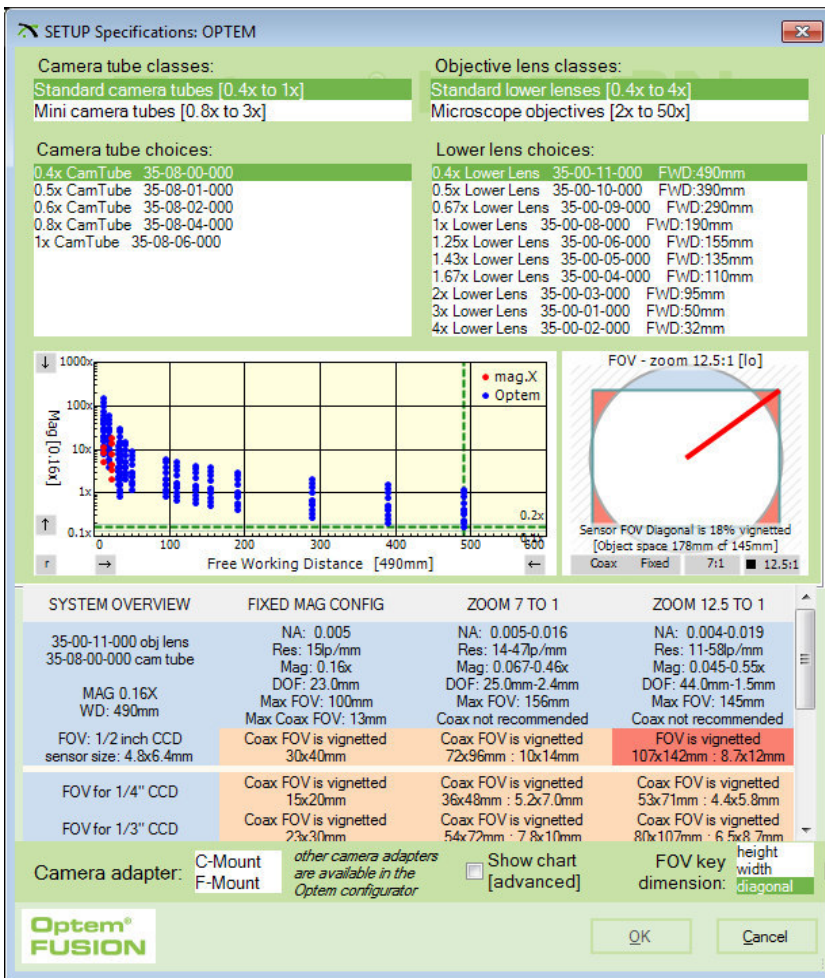 SETUP Specifications: OPTEM
Camera tube classes:
Standard camera tubes [0.4x to 1x]
Mini camera tubes [0.8x to 3x]
Objective lens classes:
Standard lower lenses [0.4x to 4x]
Microscope objectives [2x to 50x]
Camera tube choices:
0.4x CamTube 35-08-00-000
0.5x CamTube 35-08-01-000
0.6x CamTube 35-08-02-000
0.8x CamTube 35-08-04-000
1x CamTube 35-08-06-000
Lower lens choices:
0.4x Lower Lens 35-00-11-000 FWD:490mm
0.5x Lower Lens 35-00-10-000 FWD:390mm
0.67x Lower Lens 35-00-09-000 FWD:290mm
1x Lower Lens 35-00-08-000 FWD:190mm
1.25x Lower Lens 35-00-06-000 FWD:155mm
1.43x Lower Lens 35-00-05-000 FWD:135mm
1.67x Lower Lens 35-00-04-000 FWD:110mm
2x Lower Lens 35-00-03-000 FWD:95mm
3x Lower Lens 35-00-01-000 FWD:50mm
4x Lower Lens 35-00-02-000 FWD:32mm
↓
1000x
100x
10x
1x
0.1x
Mag [0.16x]
↑
r
mag.X
Optem
0.2x
0 100 200 300 400 500 600
→ Free Working Distance [490mm] ←
FOV - zoom 12.5:1 [lo]
Sensor FOV Diagonal is 18% vignetted
[Object space 178mm cf 145mm]
Coax Fixed 7:1 12.5:1
SYSTEM OVERVIEW FIXED MAG CONFIG ZOOM 7 TO 1 ZOOM 12.5 TO 1
35-00-11-000 obj lens
35-08-00-000 cam tube
MAG 0.16X
WD: 490mm
NA: 0.005
Res: 15lp/mm
Mag: 0.16x
DOF: 23.0mm
Max FOV: 100mm
Max Coax FOV: 13mm
NA: 0.005-0.016
Res: 14-47lp/mm
Mag: 0.067-0.46x
DOF: 25.0mm-2.4mm
Max FOV: 156mm
Coax not recommended
NA: 0.004-0.019
Res: 11-58lp/mm
Mag: 0.045-0.55x
DOF: 44.0mm-1.5mm
Max FOV: 145mm
Coax not recommended
FOV: 1/2 inch CCD
sensor size: 4.8x6.4mm
Coax FOV is vignetted
30x40mm
Coax FOV is vignetted
72x96mm : 10x14mm
FOV is vignetted
107x142mm : 8.7x12mm
FOV for 1/4" CCD
Coax FOV is vignetted
15x20mm
Coax FOV is vignetted
36x48mm : 5.2x7.0mm
Coax FOV is vignetted
53x71mm : 4.4x5.8mm
FOV for 1/3" CCD
Coax FOV is vignetted
23x30mm
Coax FOV is vignetted
54x72mm : 7.8x10mm
Coax FOV is vignetted
80x107mm : 6.5x8.7mm
Camera adapter:
C-Mount
F-Mount
other camera adapters
are available in the
Optem configurator
Show chart
[advanced]
FOV key
dimension:
height
width
diagonal
Optem®
FUSION
OK
Cancel